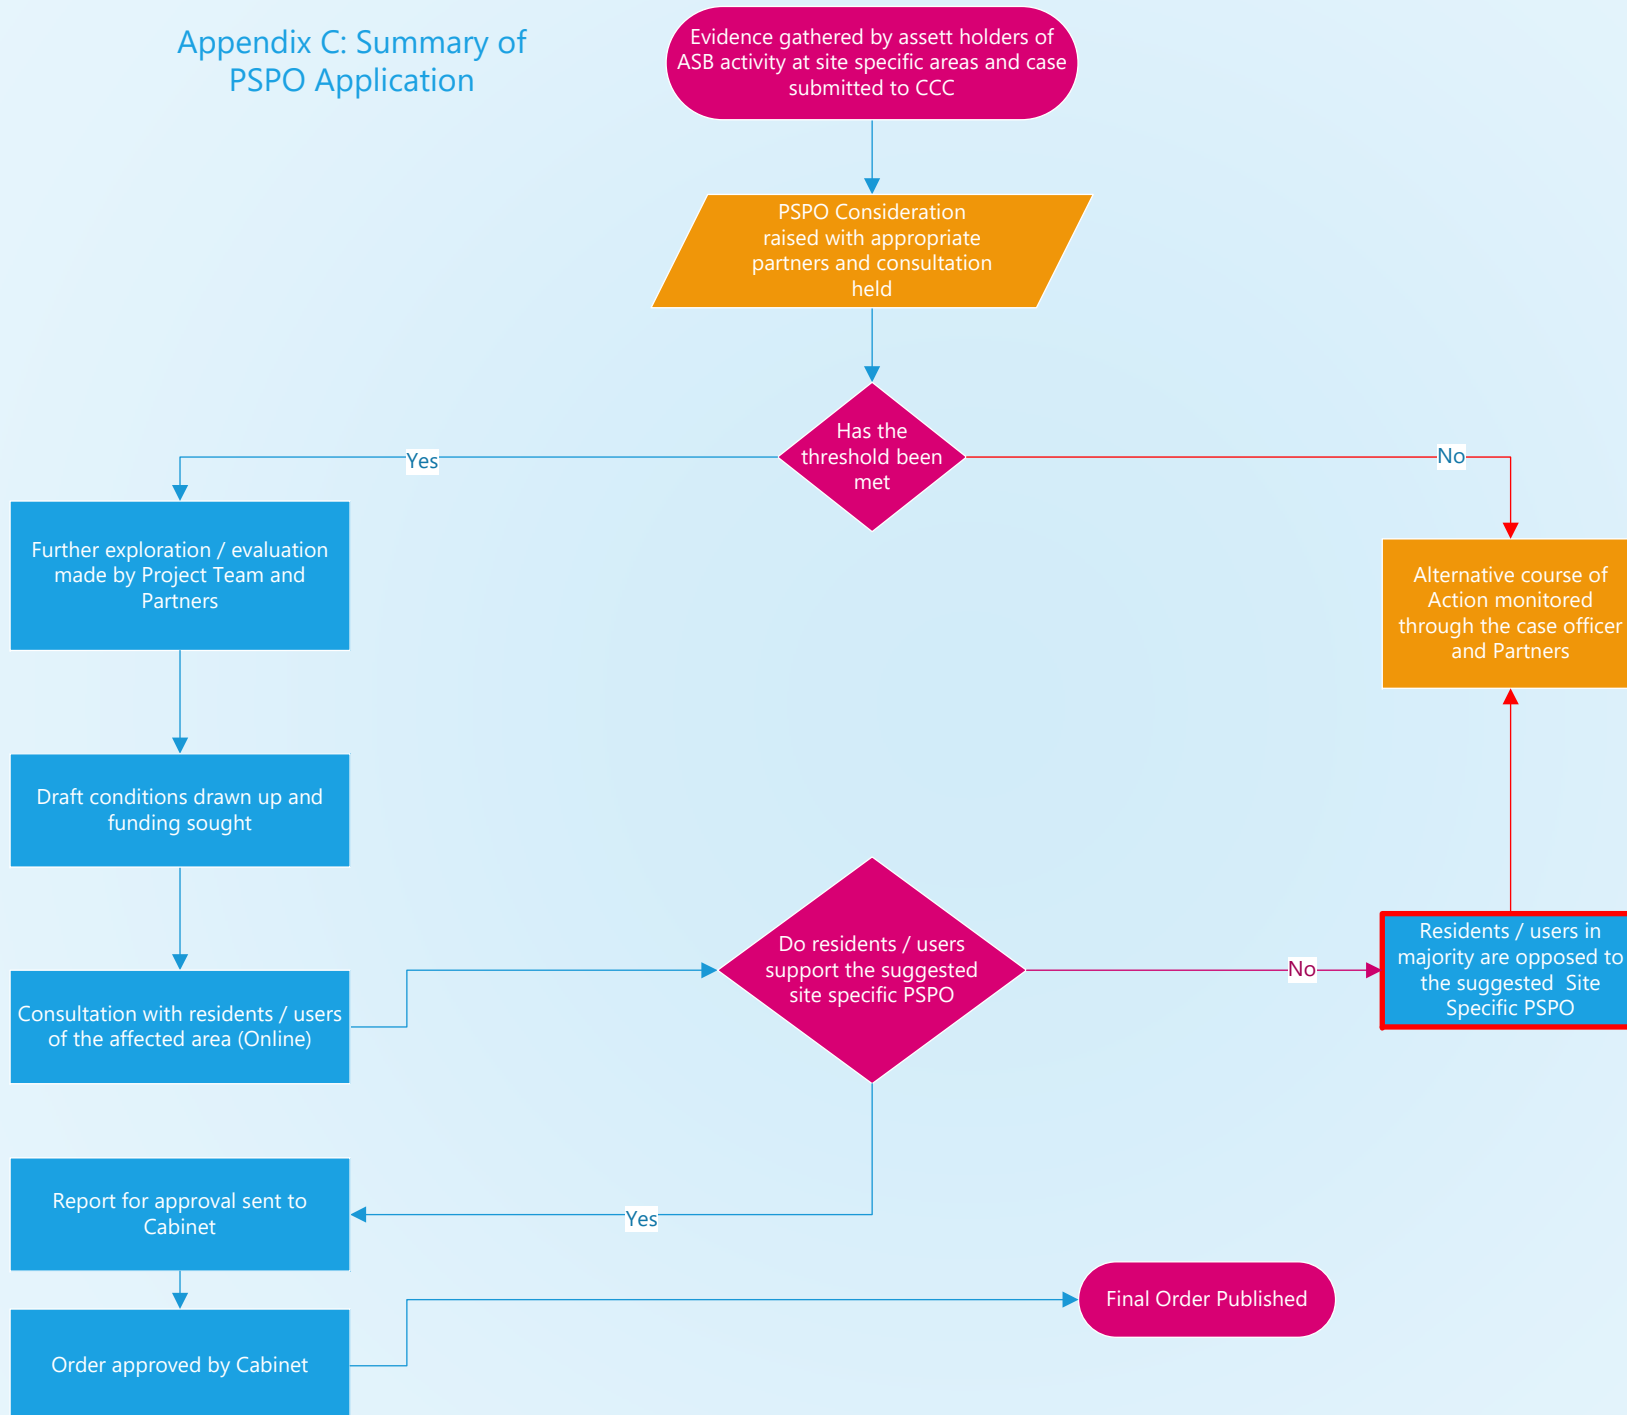 Appendix C: Summary of
PSPO Application
Evidence gathered by assett holders of
ASB activity at site specific areas and case
submitted to CCC
PSPO Consideration
raised with appropriate
partners and consultation
held
Has the
threshold been
met
Yes
No
Further exploration / evaluation
made by Project Team and
Partners
Alternative course of
Action monitored
through the case officer
and Partners
Draft conditions drawn up and
funding sought
Consultation with residents / users
of the affected area (Online)
Do residents / users
support the suggested
site specific PSPO
No
Residents / users in
majority are opposed to
the suggested  Site
Specific PSPO
Yes
Report for approval sent to
Cabinet
Order approved by Cabinet
Final Order Published